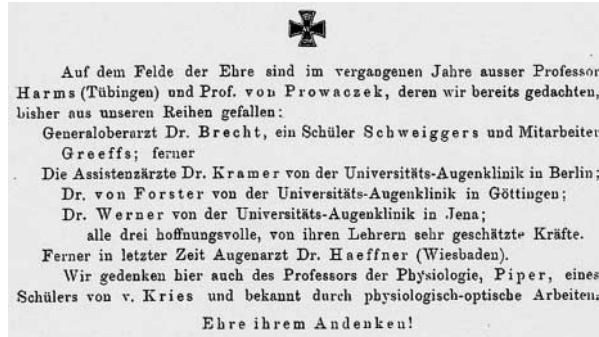 Auf dem Felde der Ehre sind im vergangenen Jahre ausser Professor
Harms (Tübingen) und Prof. von Prowaczek, deren wir bereits gedachten,
bisher aus unseren Reihen gefallen:
Generaloberarzt Dr. Brecht, ein Schüler Schweiggers und Mitarbeiter
Greeffs; ferner
Die Assistenzärzte Dr. Kramer von der Universitäts-Augenklinik in Berlin;
Dr. von Forster von der Universitäts-Augenklinik in Göttingen;
Dr. Werner von der Universitäts-Augenklinik in Jena;
alle drei hoffnungsvolle, von ihren Lehrern sehr geschätzte Kräfte.
Ferner in letzter Zeit Augenarzt Dr. Haeffner (Wiesbaden).
Wir gedenken hier auch des Professors der Physiologie, Piper, eines
Schülers von v. Kries und bekannt durch physiologisch-optische Arbeiten.
Ehre ihrem Andenken!